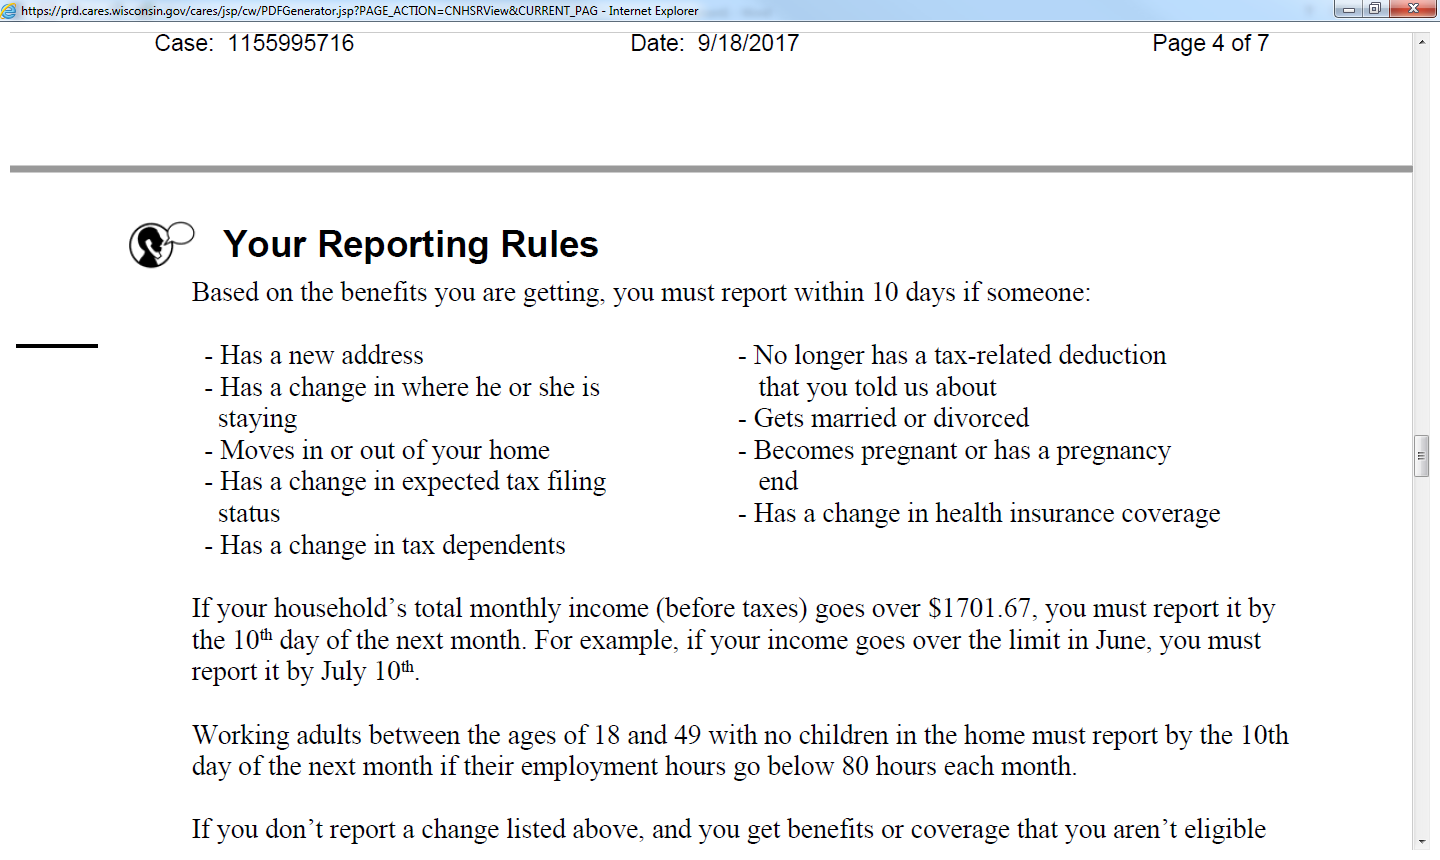 https://prd.cares.wisconsin.gov/cares/jsp/cw/PDFGenerator.jsp?PAGE_ACTION=CNHSRView&CURRENT_PAG - Internet Explorer
Case: 1155995716 Date: 9/18/2017 Page 4 of 7
Your Reporting Rules
Based on the benefits you are getting, you must report within 10 days if someone:
- Has a new address
- Has a change in where he or she is
staying
- Moves in or out of your home
- Has a change in expected tax filing
status
- Has a change in tax dependents
- No longer has a tax-related deduction
that you told us about
- Gets married or divorced
- Becomes pregnant or has a pregnancy
end
- Has a change in health insurance coverage
If your household’s total monthly income (before taxes) goes over $1701.67, you must report it by
the 10th day of the next month. For example, if your income goes over the limit in June, you must
report it by July 10th.
Working adults between the ages of 18 and 49 with no children in the home must report by the 10th
day of the next month if their employment hours go below 80 hours each month.
If you don’t report a change listed above, and you get benefits or coverage that you aren’t eligible